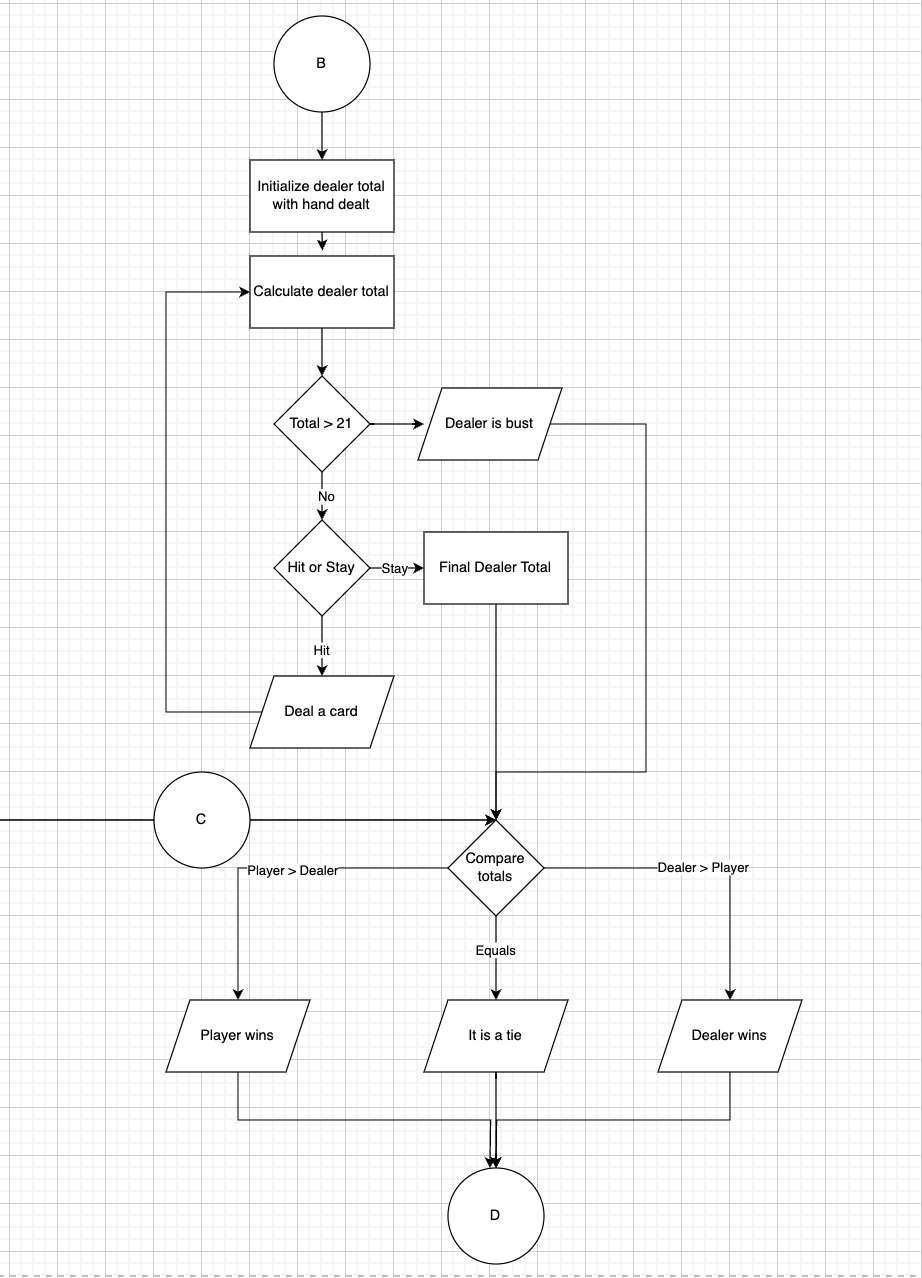 B
Initialize dealer total
with hand dealt
Calculate dealer total
Total > 21
Dealer is bust
No
Hit or Stay
Stay
Final Dealer Total
Hit
Deal a card
C
Compare
totals
Player > Dealer
Dealer > Player
Equals
Player wins
It is a tie
Dealer wins
D